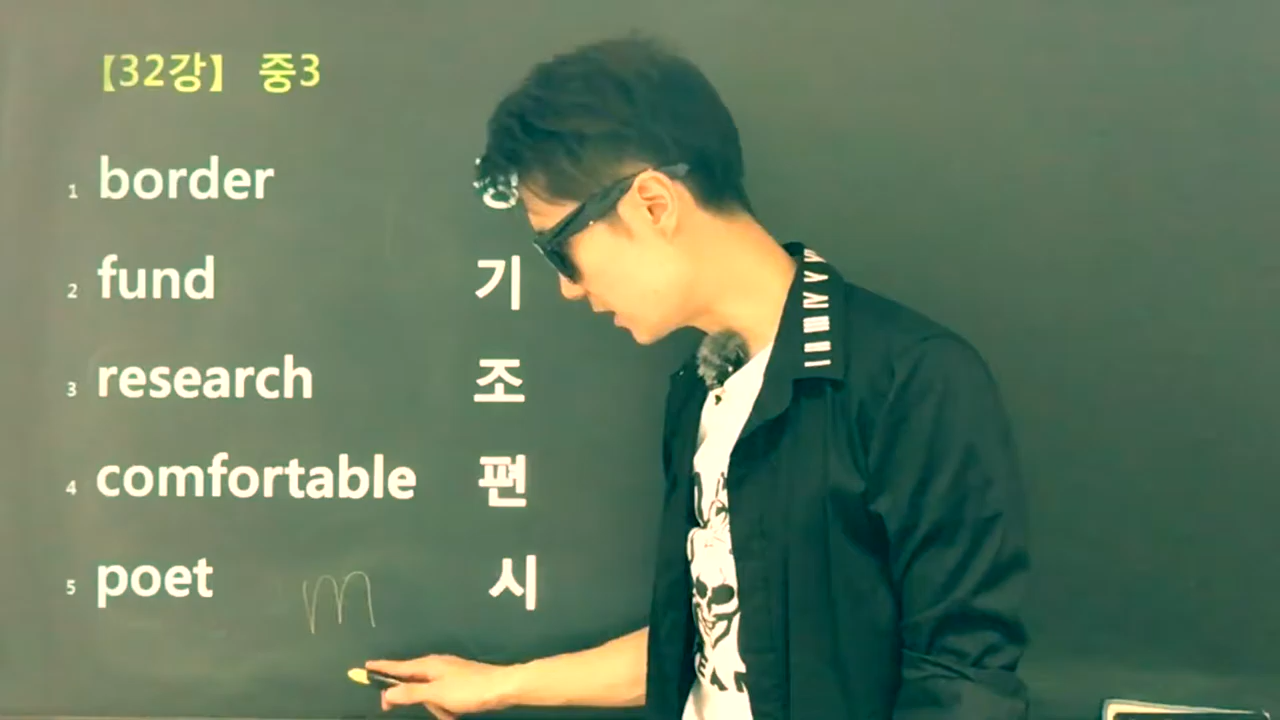 【32강】 중3
1 border
2 fund 기
3 research 조
4 comfortable 편
5 poet m 시